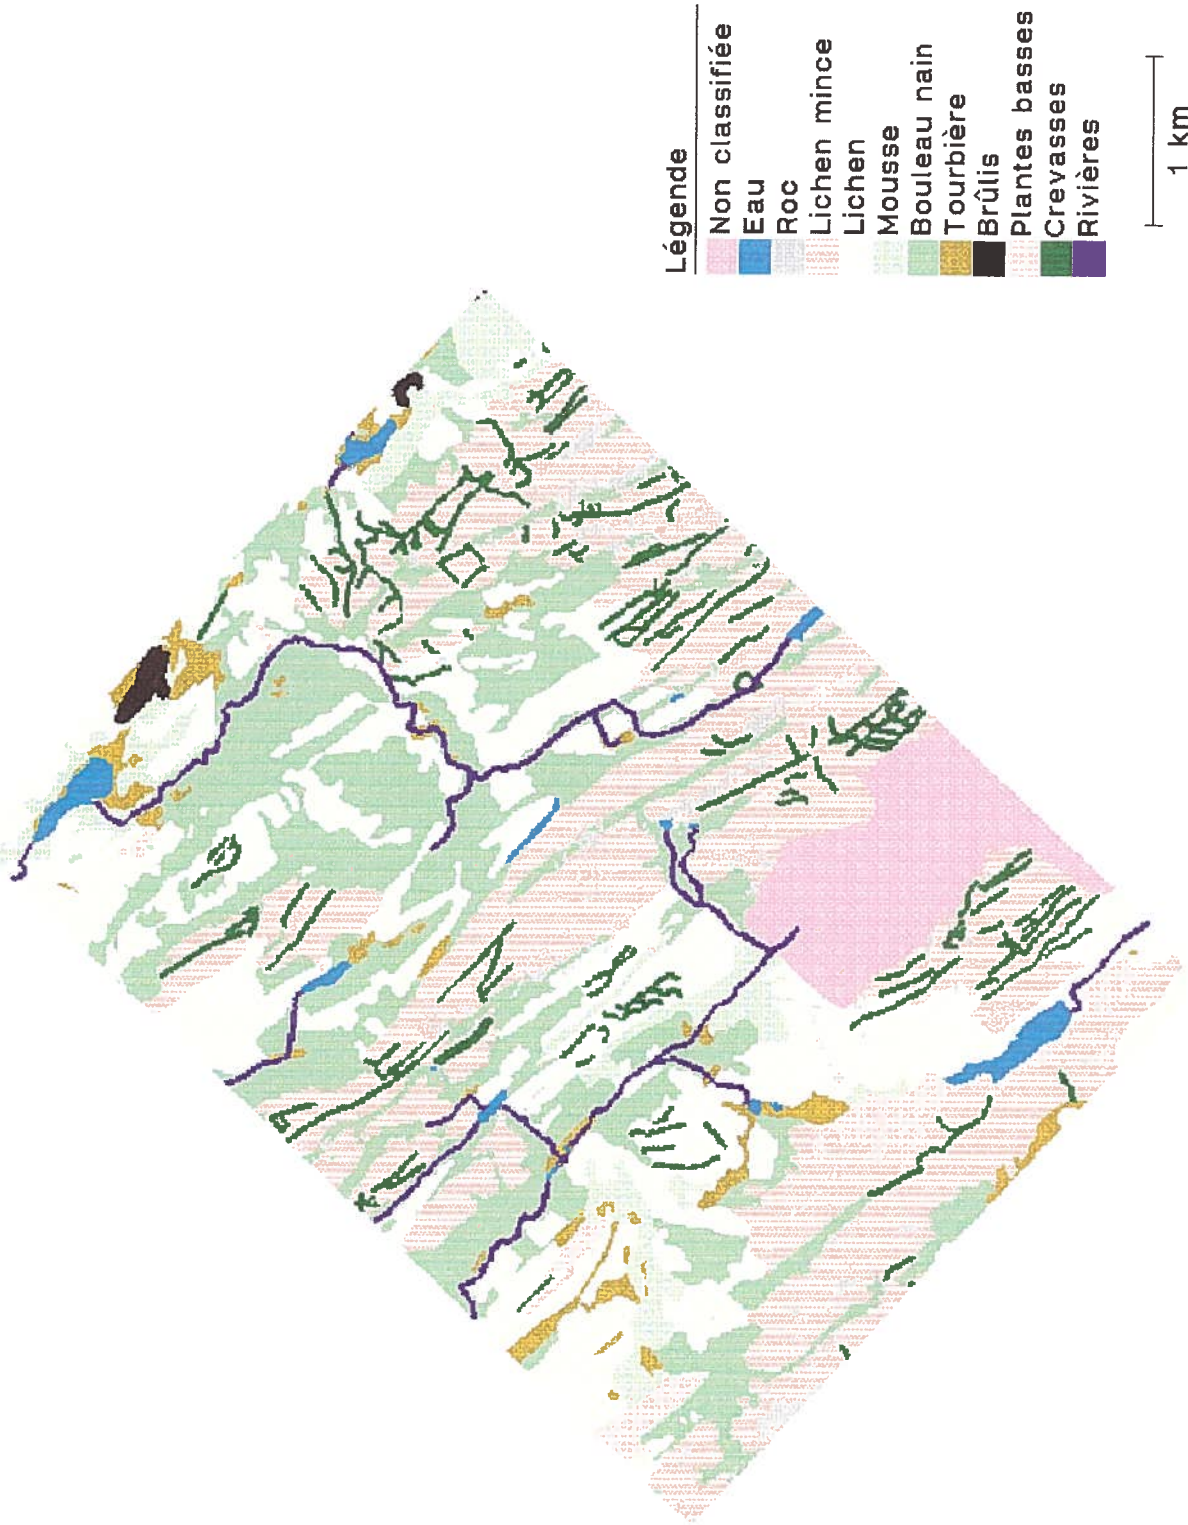 Légende
Non classifiée
Eau
Roc
Lichen mince
Lichen
Mousse
Bouleau nain
Tourbière
Brûlis
Plantes basses
Crevasses
Rivières
1 km